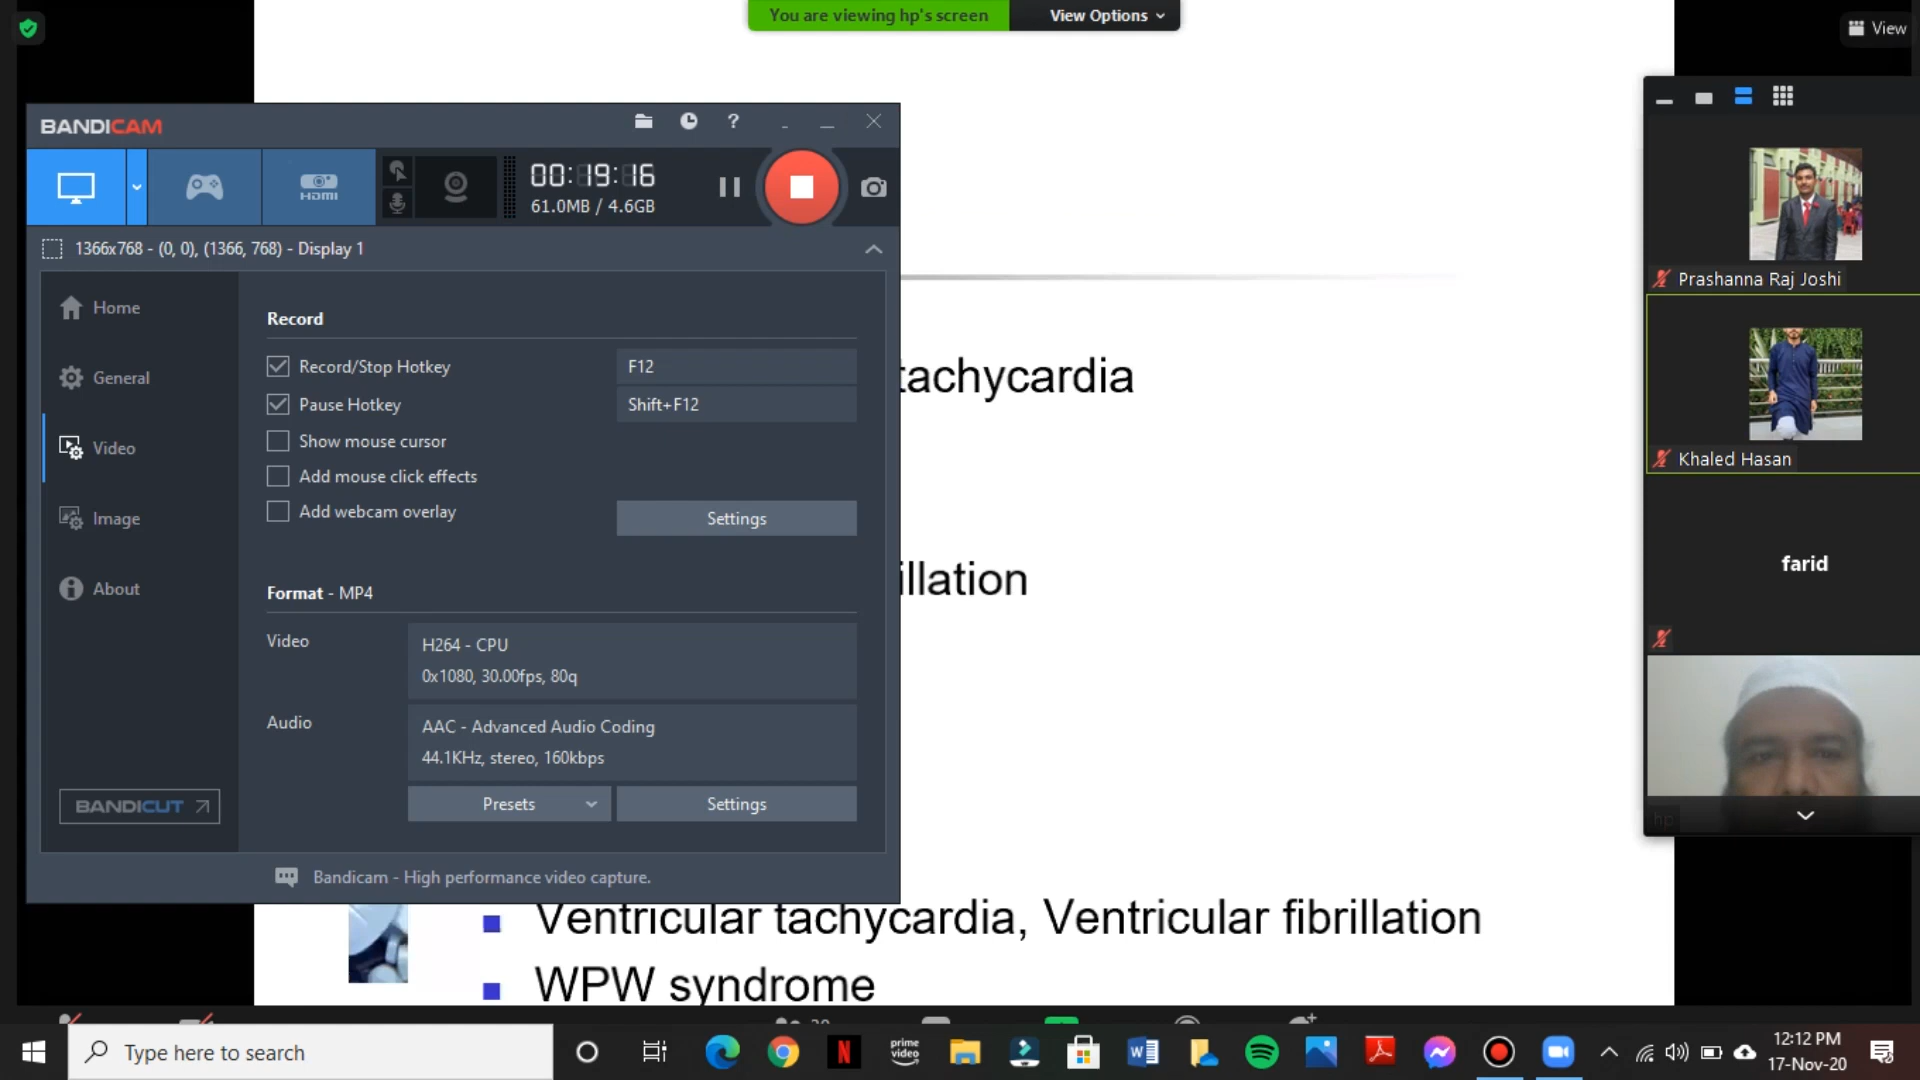 You are viewing hp's screen
View Options
View
BANDICAM
?
HDMI
00:19:16
61.0MB / 4.6GB
1366x768 - (0, 0), (1366, 768) - Display 1
Home
General
Video
Image
About
BANDICUT
Record
Record/Stop Hotkey
F12
Pause Hotkey
Shift+F12
Show mouse cursor
Add mouse click effects
Add webcam overlay
Settings
Format - MP4
Video
H264 - CPU
0x1080, 30.00fps, 80q
Audio
AAC - Advanced Audio Coding
44.1KHz, stereo, 160kbps
Presets
Settings
Bandicam - High performance video capture.
tachycardia
illation
Ventricular tachycardia, Ventricular fibrillation
WPW syndrome
Prashanna Raj Joshi
Khaled Hasan
farid
hp
Type here to search
prime video
12:12 PM
17-Nov-20